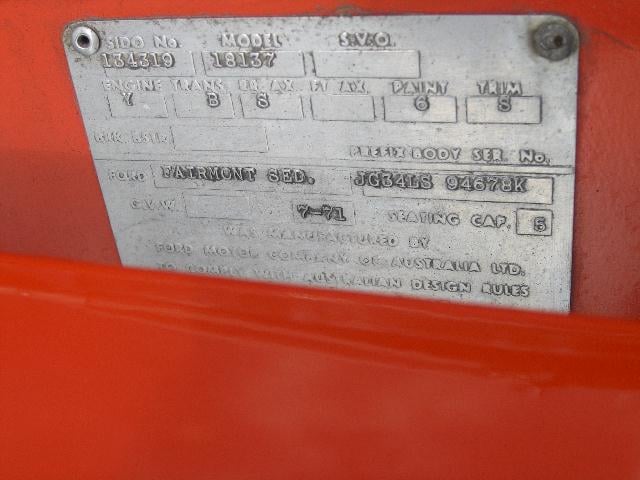 SIDO No. MODEL S.V.O.
134319 18137
ENGINE TRANS. RR AX. FT AX. PAINT TRIM
Y B S 6 S
PREFIX BODY SER. No.
FORD FAIRMONT SED. JG34LS 94678K
G.V.W. 7-71 SEATING CAP. 5
WAS MANUFACTURED BY
FORD MOTOR COMPANY OF AUSTRALIA LTD.
TO COMPLY WITH AUSTRALIAN DESIGN RULES